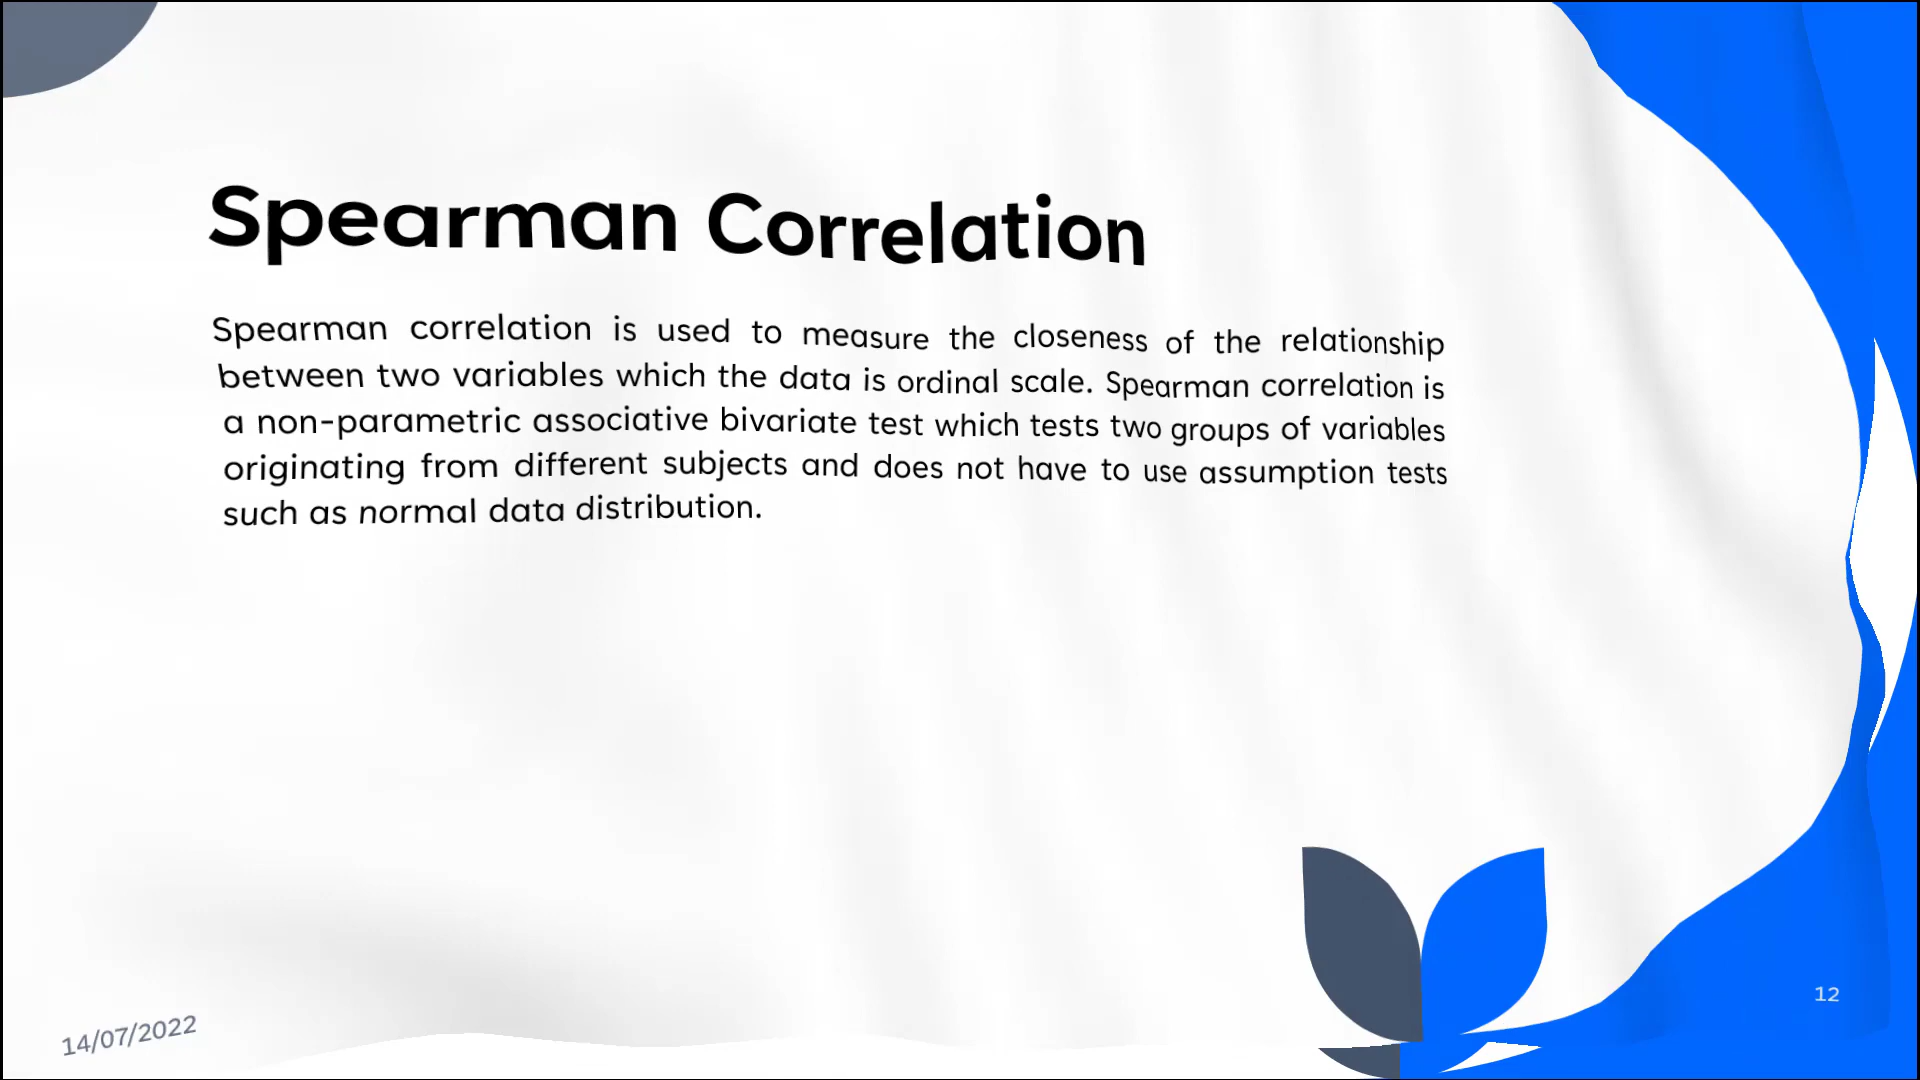 Spearman Correlation
Spearman correlation is used to measure the closeness of the relationship
between two variables which the data is ordinal scale. Spearman correlation is
a non-parametric associative bivariate test which tests two groups of variables
originating from different subjects and does not have to use assumption tests
such as normal data distribution.
14/07/2022
12